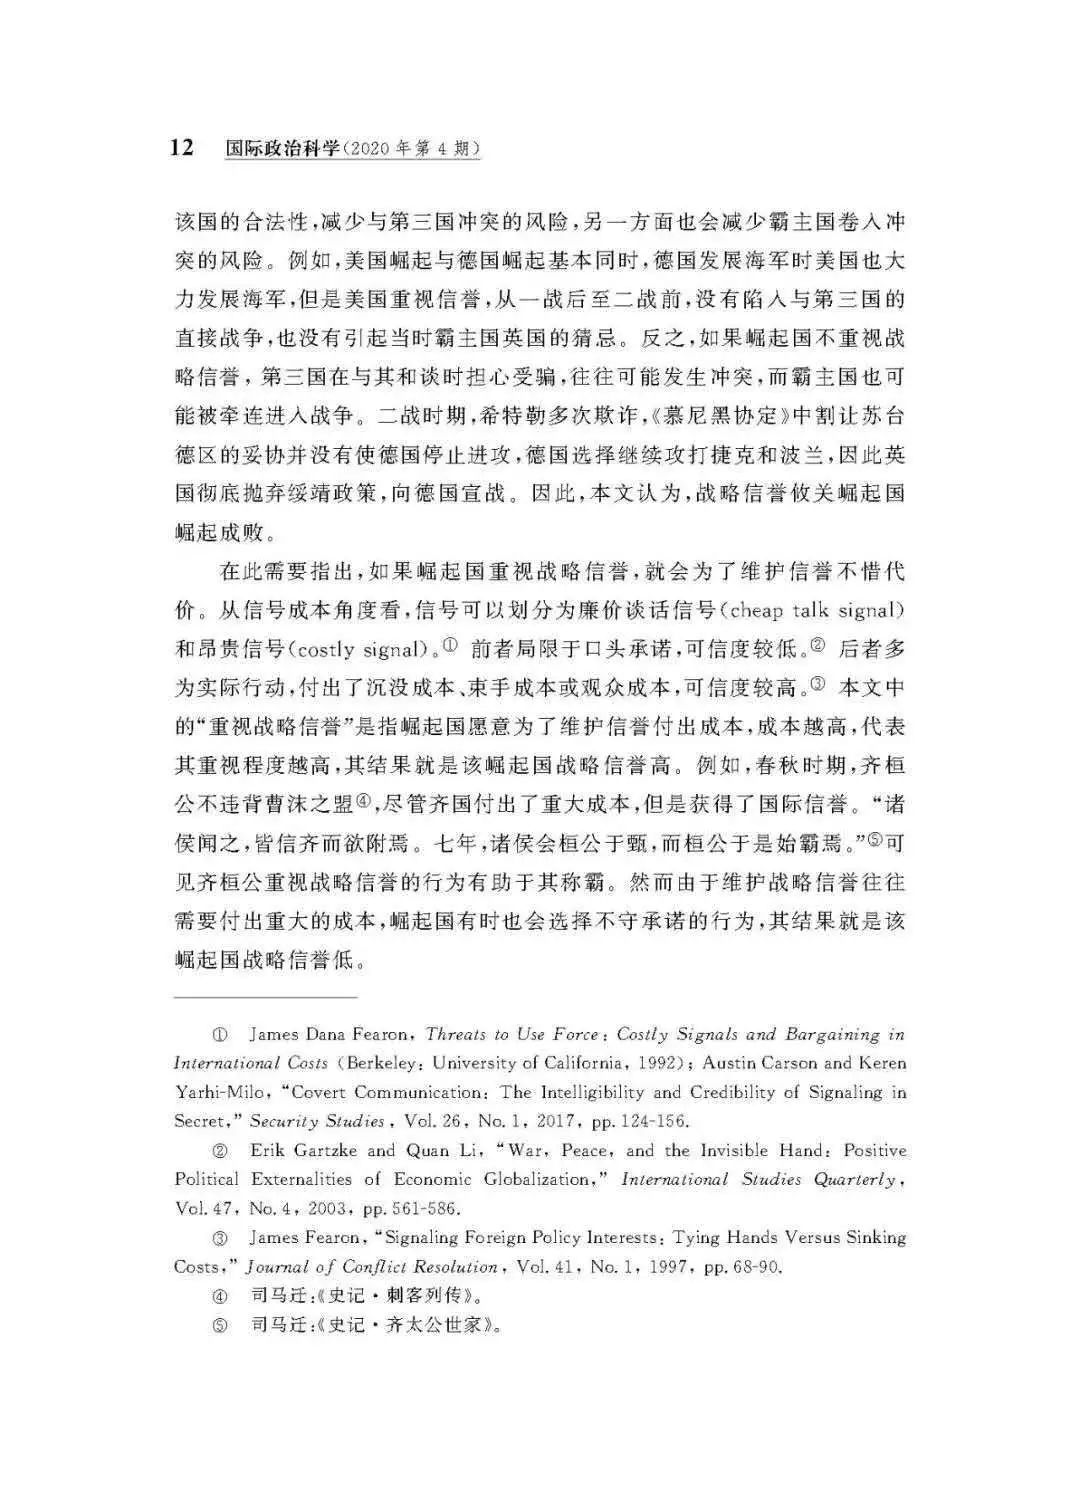 12 国际政治科学(2020 年第 4 期)
该国的合法性,减少与第三国冲突的风险,另一方面也会减少霸主国卷入冲
突的风险。例如,美国崛起与德国崛起基本同时,德国发展海军时美国也大
力发展海军,但是美国重视信誉,从一战后至二战前,没有陷入与第三国的
直接战争,也没有引起当时霸主国英国的猜忌。反之,如果崛起国不重视战
略信誉,第三国在与其和谈时担心受骗,往往可能发生冲突,而霸主国也可
能被牵连进入战争。二战时期,希特勒多次欺诈,《慕尼黑协定》中割让苏台
德区的妥协并没有使德国停止进攻,德国选择继续攻打捷克和波兰,因此英
国彻底抛弃绥靖政策,向德国宣战。因此,本文认为,战略信誉攸关崛起国
崛起成败。
在此需要指出,如果崛起国重视战略信誉,就会为了维护信誉不惜代
价。从信号成本角度看,信号可以划分为廉价谈话信号(cheap talk signal)
和昂贵信号(costly signal)。① 前者局限于口头承诺,可信度较低。② 后者多
为实际行动,付出了沉没成本、束手成本或观众成本,可信度较高。③ 本文中
的“重视战略信誉”是指崛起国愿意为了维护信誉付出成本,成本越高,代表
其重视程度越高,其结果就是该崛起国战略信誉高。例如,春秋时期,齐桓
公不违背曹沫之盟④,尽管齐国付出了重大成本,但是获得了国际信誉。“诸
侯闻之,皆信齐而欲附焉。七年,诸侯会桓公于甄,而桓公于是始霸焉。”⑤可
见齐桓公重视战略信誉的行为有助于其称霸。然而由于维护战略信誉往往
需要付出重大的成本,崛起国有时也会选择不守承诺的行为,其结果就是该
崛起国战略信誉低。
① James Dana Fearon, Threats to Use Force: Costly Signals and Bargaining in
International Costs (Berkeley: University of California, 1992); Austin Carson and Keren
Yarhi-Milo, “Covert Communication: The Intelligibility and Credibility of Signaling in
Secret,” Security Studies, Vol. 26, No. 1, 2017, pp. 124-156.
② Erik Gartzke and Quan Li, “War, Peace, and the Invisible Hand: Positive
Political Externalities of Economic Globalization,” International Studies Quarterly,
Vol. 47, No. 4, 2003, pp. 561-586.
③ James Fearon, “Signaling Foreign Policy Interests: Tying Hands Versus Sinking
Costs,” Journal of Conflict Resolution, Vol. 41, No. 1, 1997, pp. 68-90.
④ 司马迁:《史记·刺客列传》。
⑤ 司马迁:《史记·齐太公世家》。